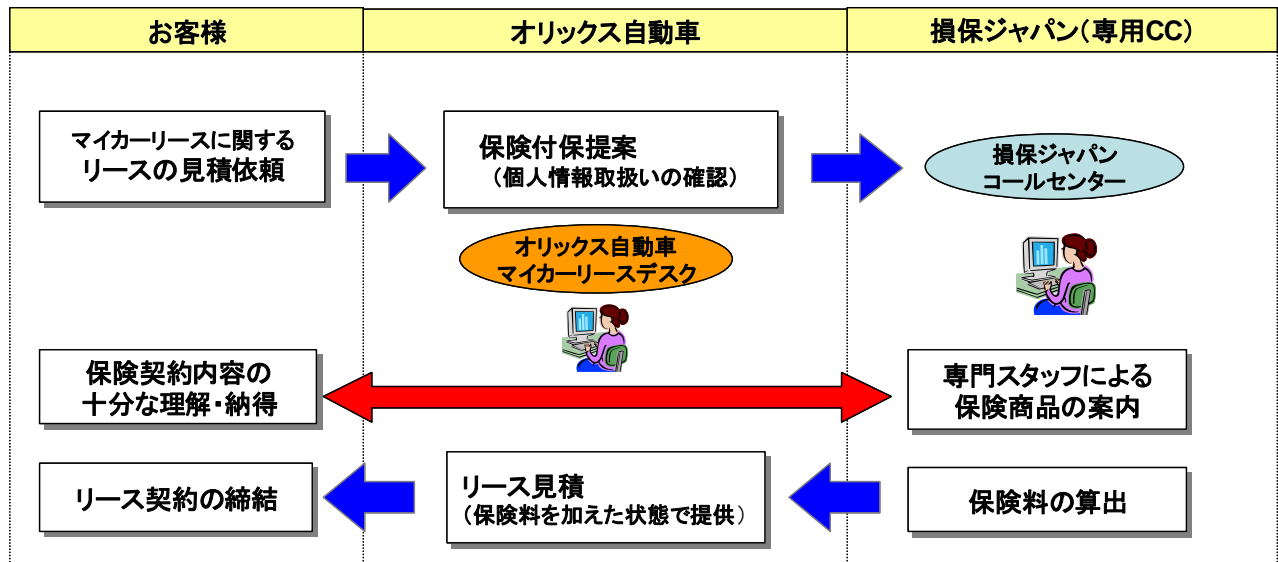 お客様
オリックス自動車
損保ジャパン（専用CC）
マイカーリースに関する
リースの見積依頼
保険付保提案
（個人情報取扱いの確認）
損保ジャパン
コールセンター
オリックス自動車
マイカーリースデスク
保険契約内容の
十分な理解・納得
専門スタッフによる
保険商品の案内
リース契約の締結
リース見積
（保険料を加えた状態で提供）
保険料の算出